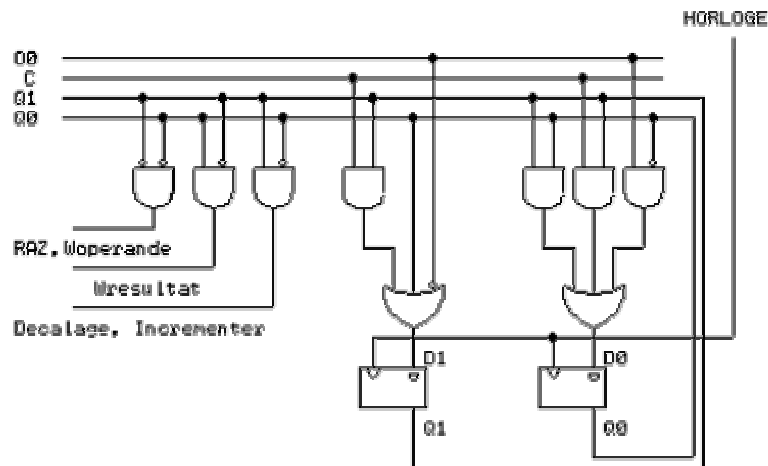 HORLOGE
O0
C
Q1
Q0
RAZ,Woperande
Wresultat
Decalage, Incrementer
D1
D0
Q1
Q0